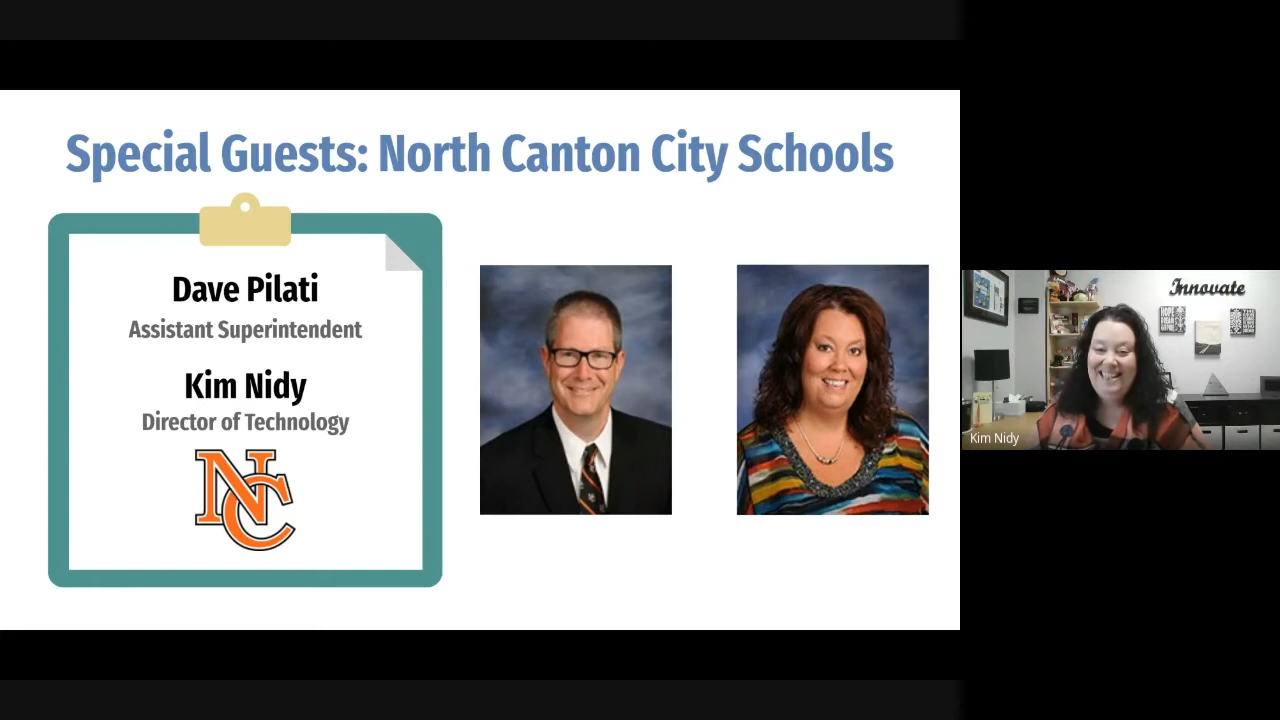 Special Guests: North Canton City Schools
Dave Pilati
Assistant Superintendent
Kim Nidy
Director of Technology
NC
Innovate
Kim Nidy